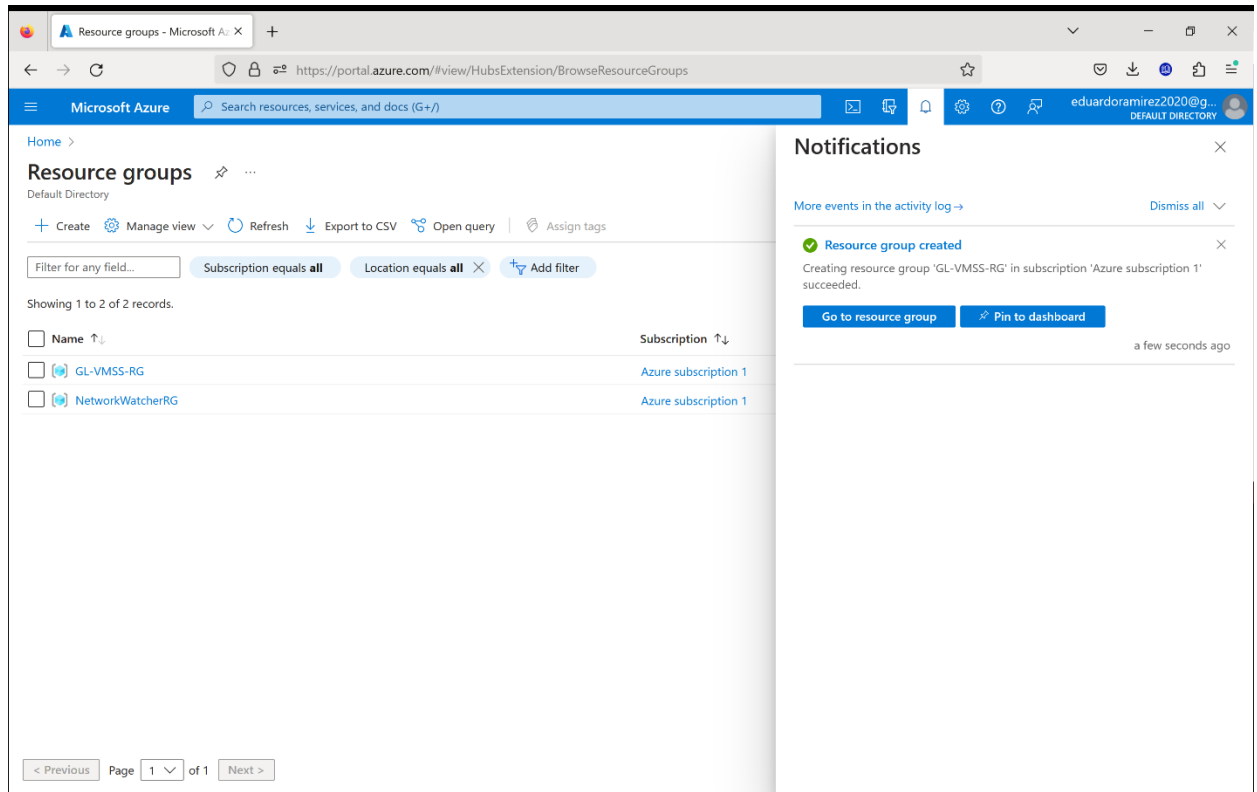 Resource groups - Microsoft Az
https://portal.azure.com/#view/HubsExtension/BrowseResourceGroups
Microsoft Azure
Search resources, services, and docs (G+/)
eduardoramirez2020@g...
DEFAULT DIRECTORY
Home >
Resource groups
...
Default Directory
Create
Manage view
Refresh
Export to CSV
Open query
Assign tags
Filter for any field...
Subscription equals all
Location equals all
Add filter
Showing 1 to 2 of 2 records.
Name
Subscription
GL-VMSS-RG
Azure subscription 1
NetworkWatcherRG
Azure subscription 1
< Previous
Page
1
of 1
Next >
Notifications
More events in the activity log →
Dismiss all
Resource group created
Creating resource group 'GL-VMSS-RG' in subscription 'Azure subscription 1'
succeeded.
Go to resource group
Pin to dashboard
a few seconds ago